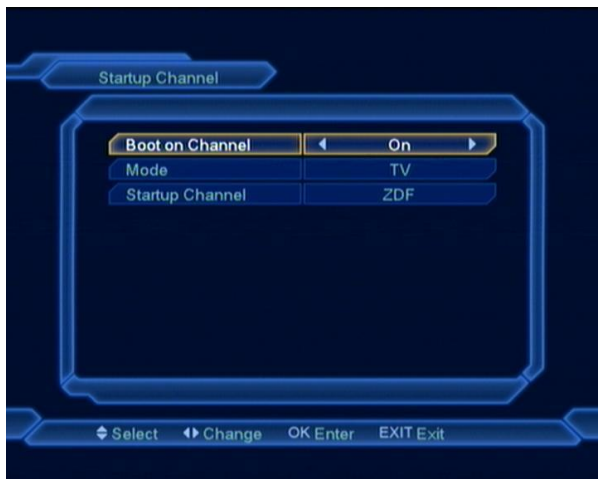 Startup Channel
Boot on Channel On
Mode TV
Startup Channel ZDF
Select Change OK Enter EXIT Exit